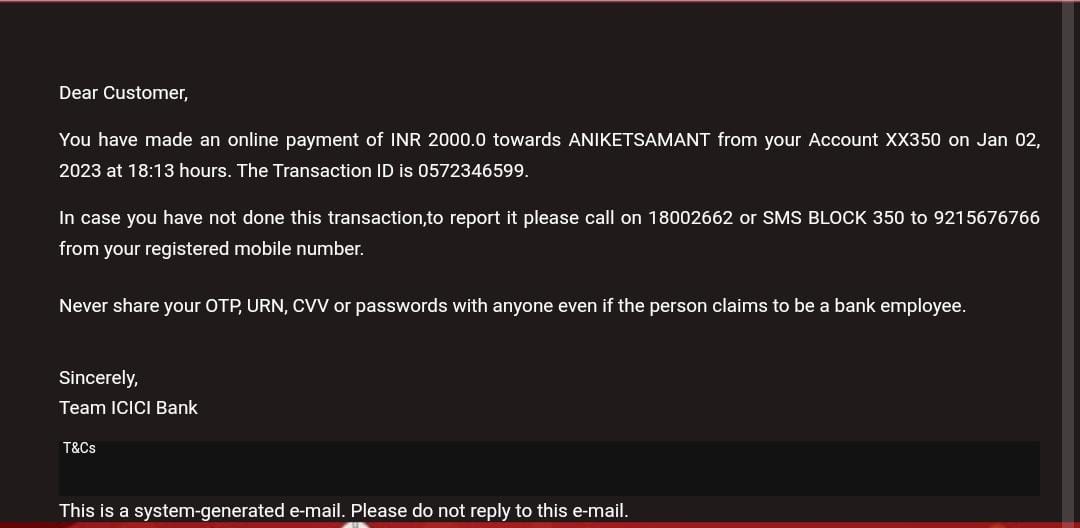 Dear Customer,
You have made an online payment of INR 2000.0 towards ANIKETSAMANT from your Account XX350 on Jan 02,
2023 at 18:13 hours. The Transaction ID is 0572346599.
In case you have not done this transaction,to report it please call on 18002662 or SMS BLOCK 350 to 9215676766
from your registered mobile number.
Never share your OTP, URN, CVV or passwords with anyone even if the person claims to be a bank employee.
Sincerely,
Team ICICI Bank
T&Cs
This is a system-generated e-mail. Please do not reply to this e-mail.